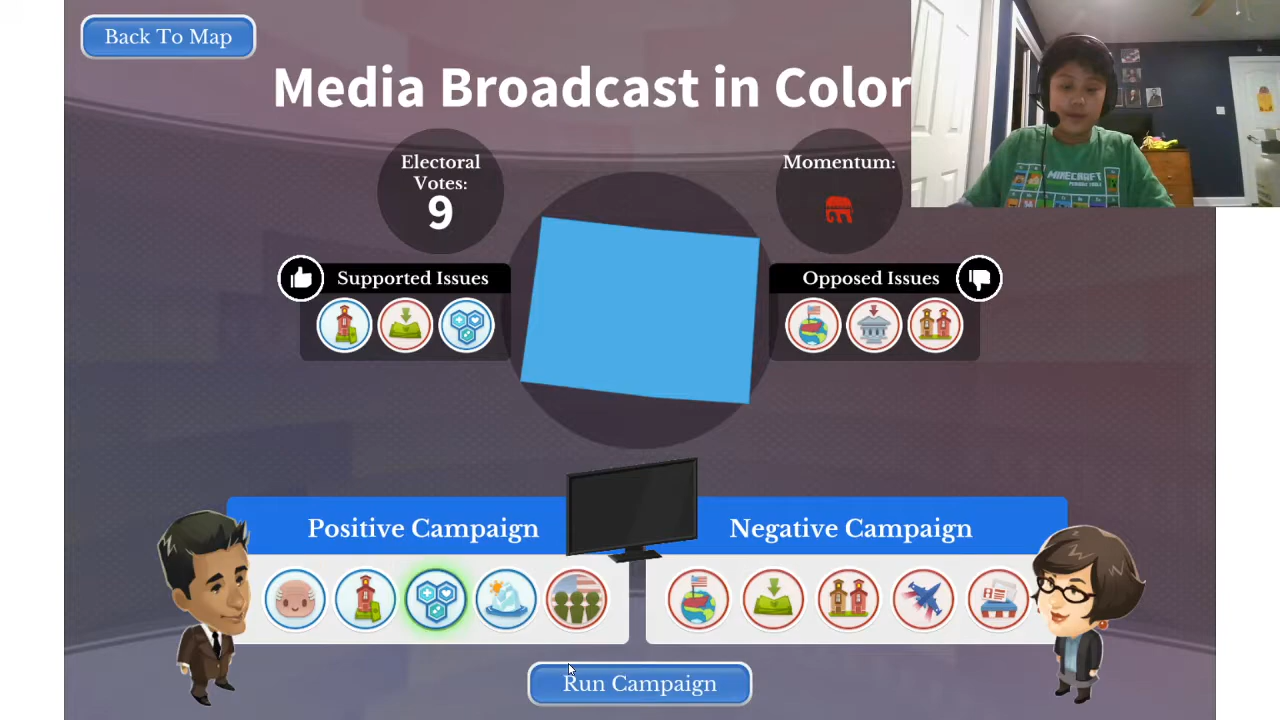 Back To Map
Media Broadcast in Color
Electoral
Votes:
9
Momentum:
Supported Issues
Opposed Issues
MINECRAFT
Positive Campaign
Negative Campaign
Run Campaign